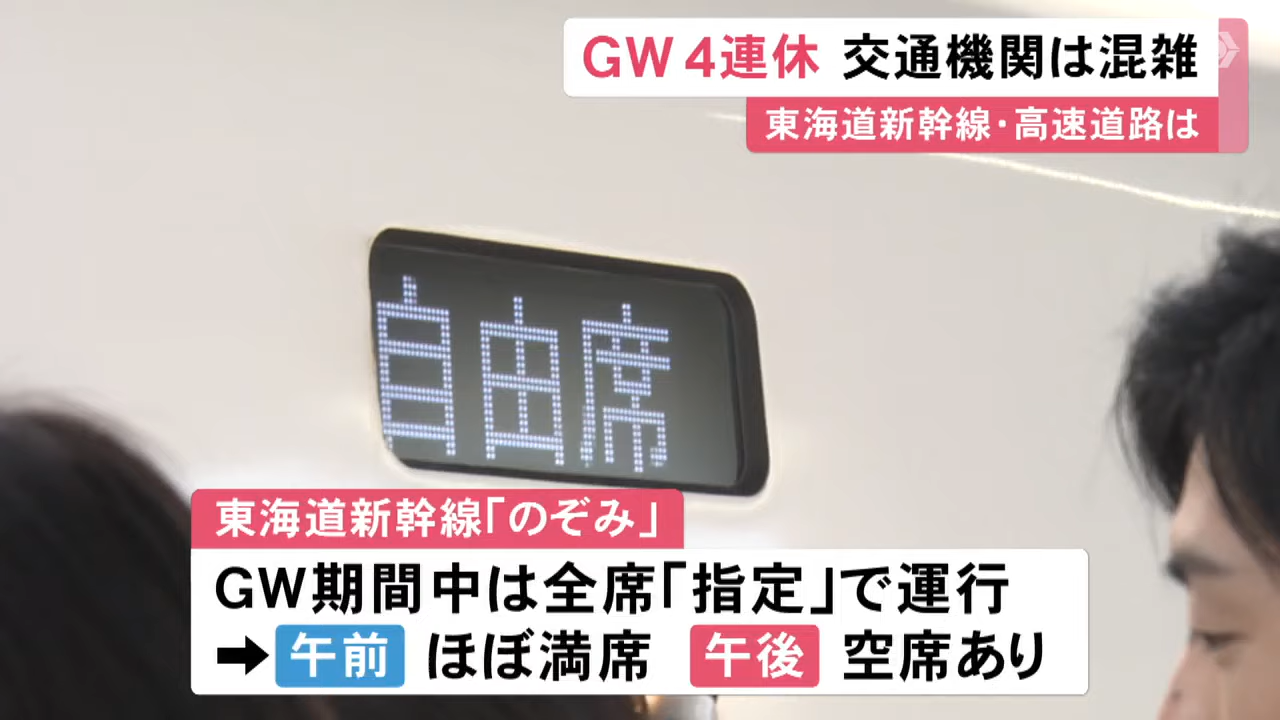 GW4連休 交通機関は混雑
東海道新幹線・高速道路は
自由席
東海道新幹線「のぞみ」
GW期間中は全席「指定」で運行
➡午前 ほぼ満席 午後 空席あり